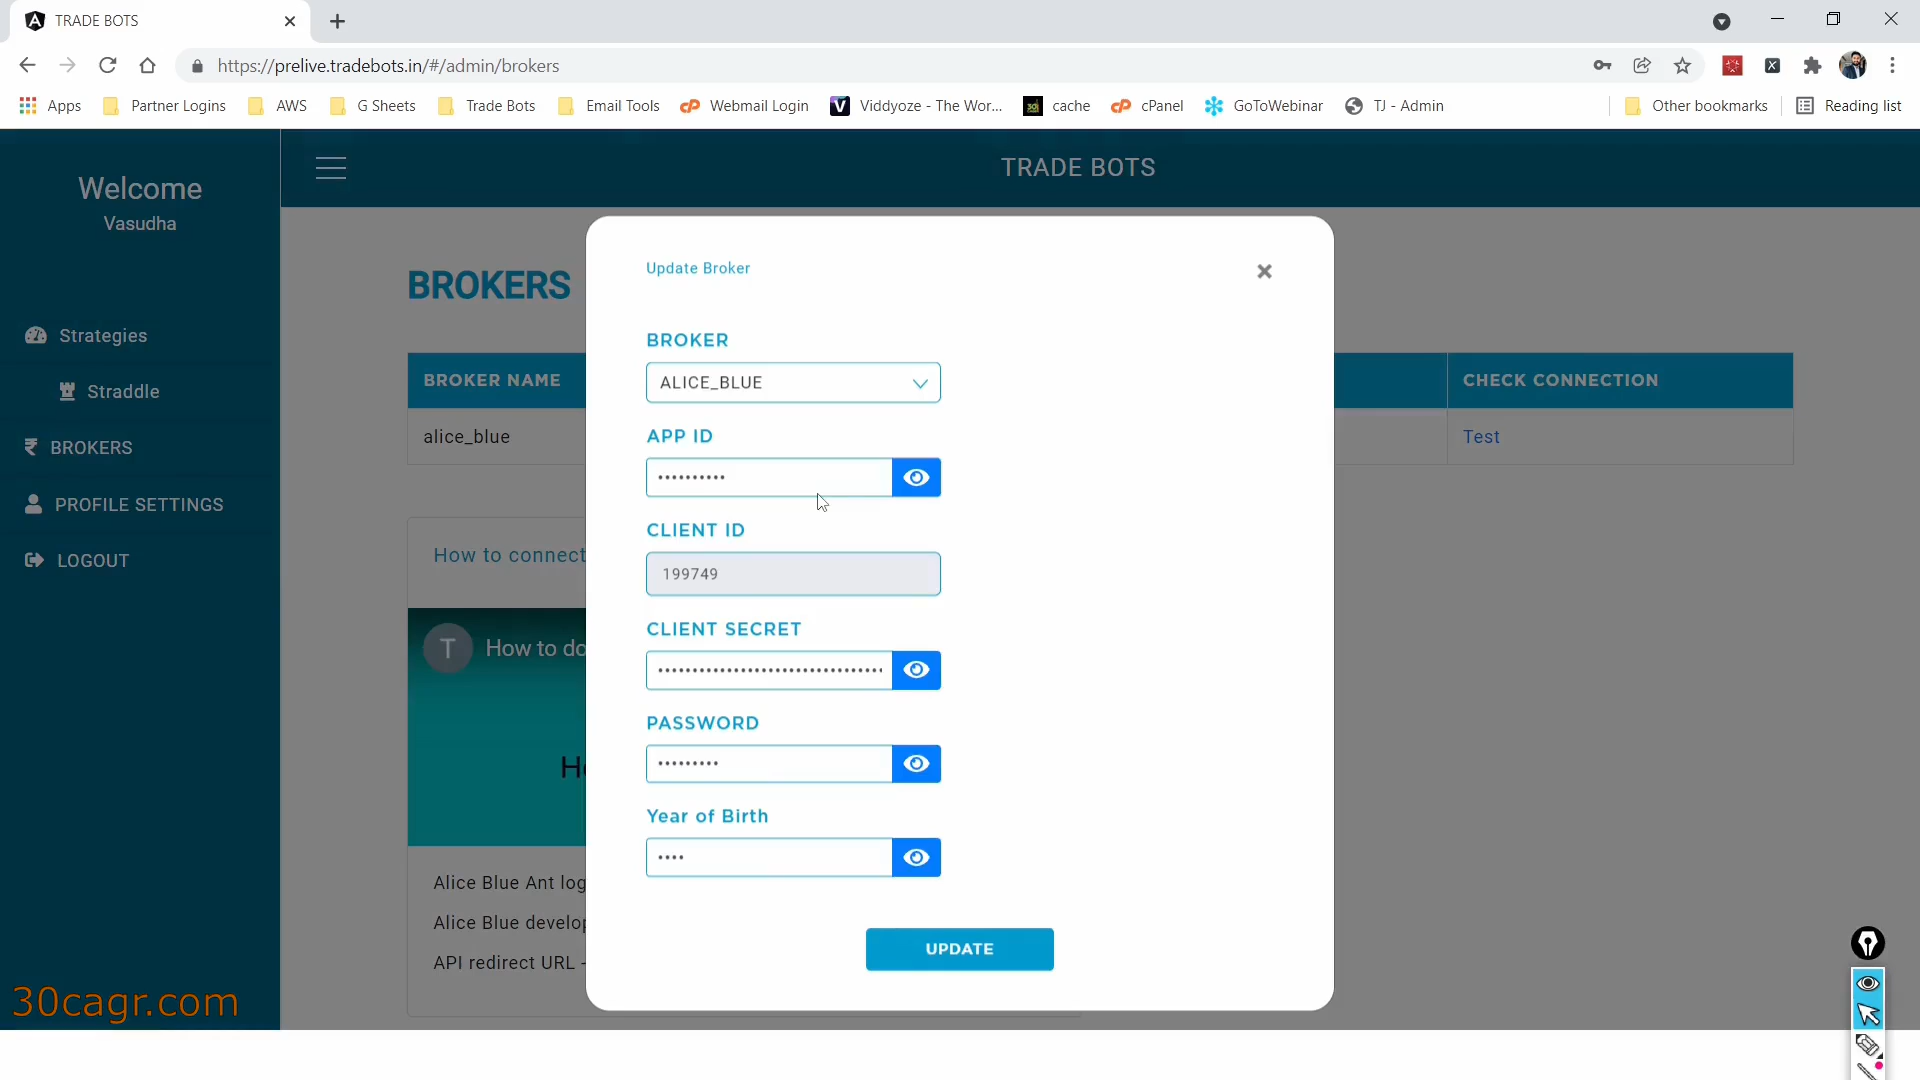 TRADE BOTS
https://prelive.tradebots.in/#/admin/brokers
Apps Partner Logins AWS G Sheets Trade Bots Email Tools Webmail Login Viddyoze - The Wor... cache cPanel GoToWebinar TJ - Admin Other bookmarks Reading list
Welcome
Vasudha
TRADE BOTS
Strategies
Straddle
BROKERS
PROFILE SETTINGS
LOGOUT
BROKERS
BROKER NAME CHECK CONNECTION
alice_blue Test
How to connect
T How to do
Alice Blue Ant log
Alice Blue develop
API redirect URL -
Update Broker
BROKER
ALICE_BLUE
APP ID
CLIENT ID
199749
CLIENT SECRET
PASSWORD
Year of Birth
UPDATE
30cagr.com